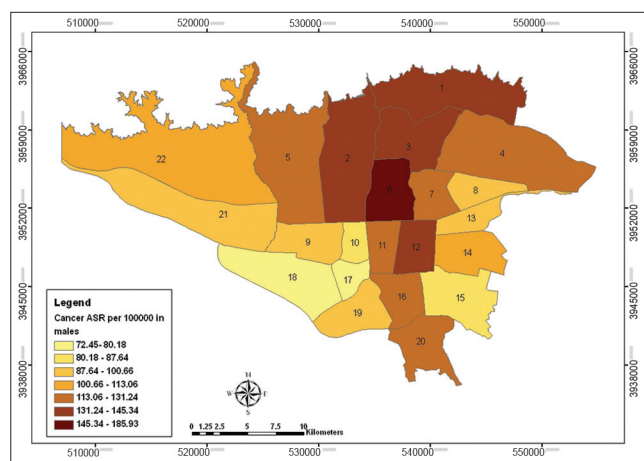 510000 520000 530000 540000 550000
3966000 3966000
3959000 3959000
3952000 3952000
3945000 3945000
3938000 3938000
1
3
2
5
4
22
6
7
8
21
13
9
10
11
12
14
18
17
16
15
19
20
Legend
Cancer ASR per 100000 in
males
72.45- 80.18
80.18 - 87.64
87.64 - 100.66
100.66 - 113.06
113.06 - 131.24
131.24 - 145.34
145.34 - 185.93
N
W E
S
0 1.25 2.5 5 7.5 10
Kilometers
510000 520000 530000 540000 550000